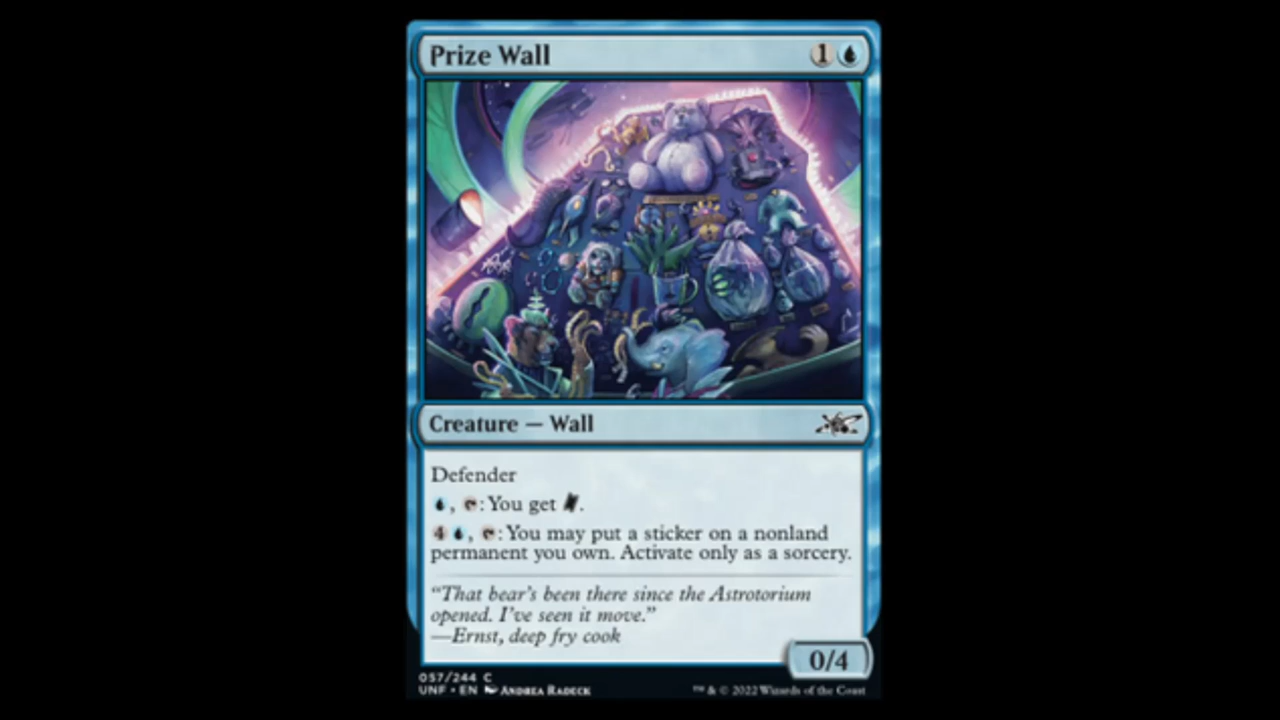 Prize Wall 1
Creature — Wall
Defender
, : You get .
4 , : You may put a sticker on a nonland
permanent you own. Activate only as a sorcery.
“That bear’s been there since the Astrotorium
opened. I’ve seen it move.”
—Ernst, deep fry cook
0/4
057/244 C
UNF • EN Andrea Radeck
™ & © 2022 Wizards of the Coast